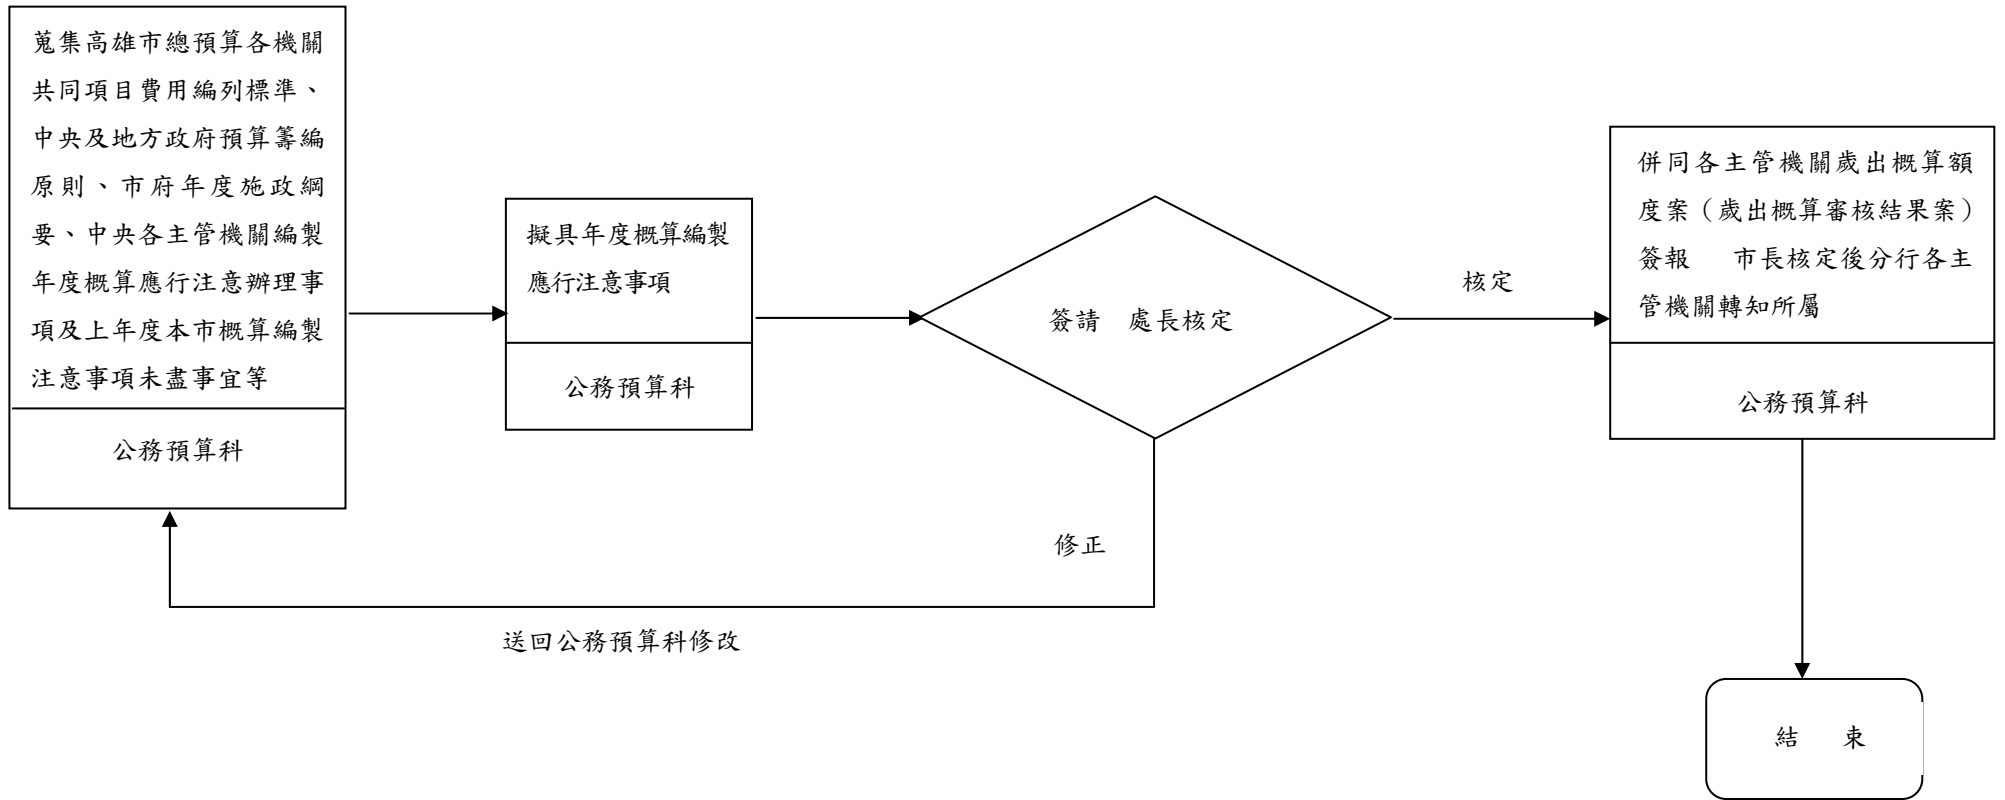 蒐集高雄市總預算各機關
共同項目費用編列標準、
中央及地方政府預算籌編
原則、市府年度施政綱
要、中央各主管機關編製
年度概算應行注意辦理事
項及上年度本市概算編製
注意事項未盡事宜等
公務預算科
擬具年度概算編製
應行注意事項
公務預算科
簽請　處長核定
核定
修正
送回公務預算科修改
併同各主管機關歲出概算額
度案（歲出概算審核結果案）
簽報　市長核定後分行各主
管機關轉知所屬
公務預算科
結　束